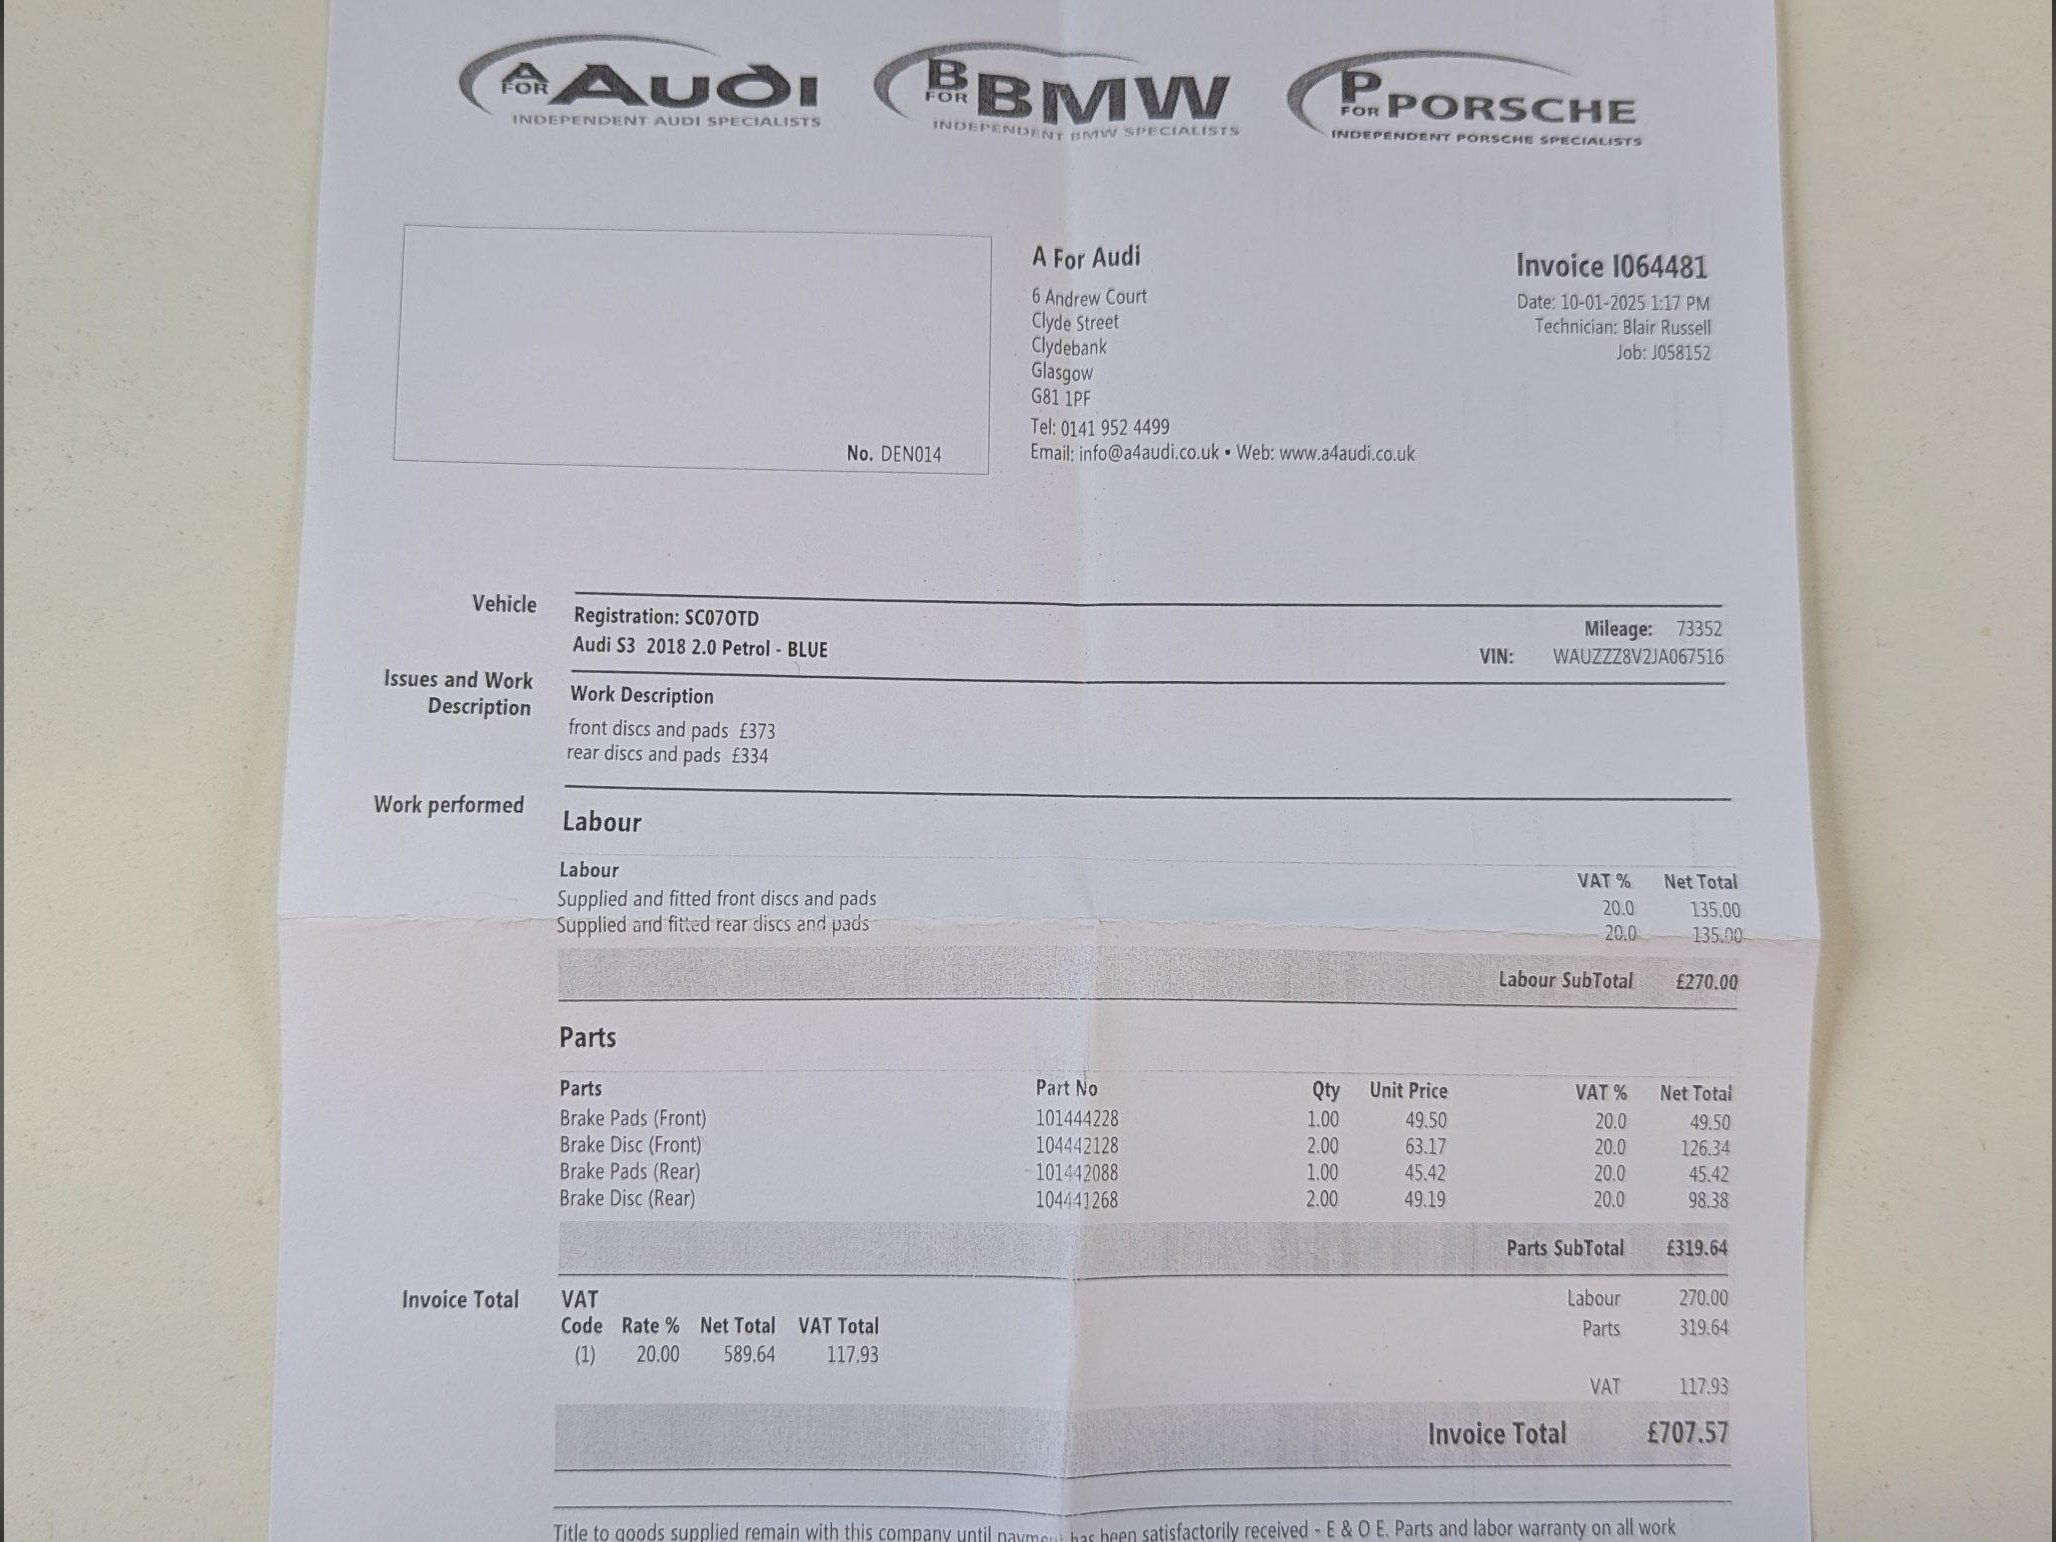 A FOR AUDI
INDEPENDENT AUDI SPECIALISTS
B FOR BMW
INDEPENDENT BMW SPECIALISTS
P FOR PORSCHE
INDEPENDENT PORSCHE SPECIALISTS
No. DEN014
A For Audi
6 Andrew Court
Clyde Street
Clydebank
Glasgow
G81 1PF
Tel: 0141 952 4499
Email: info@a4audi.co.uk • Web: www.a4audi.co.uk
Invoice I064481
Date: 10-01-2025 1:17 PM
Technician: Blair Russell
Job: J058152
Vehicle
Registration: SC07OTD
Audi S3 2018 2.0 Petrol - BLUE
Mileage: 73352
VIN: WAUZZZ8V2JA067516
Issues and Work
Description
Work Description
front discs and pads £373
rear discs and pads £334
Work performed
Labour
Labour VAT % Net Total
Supplied and fitted front discs and pads 20.0 135.00
Supplied and fitted rear discs and pads 20.0 135.00
Labour SubTotal £270.00
Parts
Parts Part No Qty Unit Price VAT % Net Total
Brake Pads (Front) 101444228 1.00 49.50 20.0 49.50
Brake Disc (Front) 104442128 2.00 63.17 20.0 126.34
Brake Pads (Rear) 101442088 1.00 45.42 20.0 45.42
Brake Disc (Rear) 104441268 2.00 49.19 20.0 98.38
Parts SubTotal £319.64
Invoice Total
VAT
Code Rate % Net Total VAT Total
(1) 20.00 589.64 117.93
Labour 270.00
Parts 319.64
VAT 117.93
Invoice Total £707.57
Title to goods supplied remain with this company until payment has been satisfactorily received - E & O E. Parts and labor warranty on all work